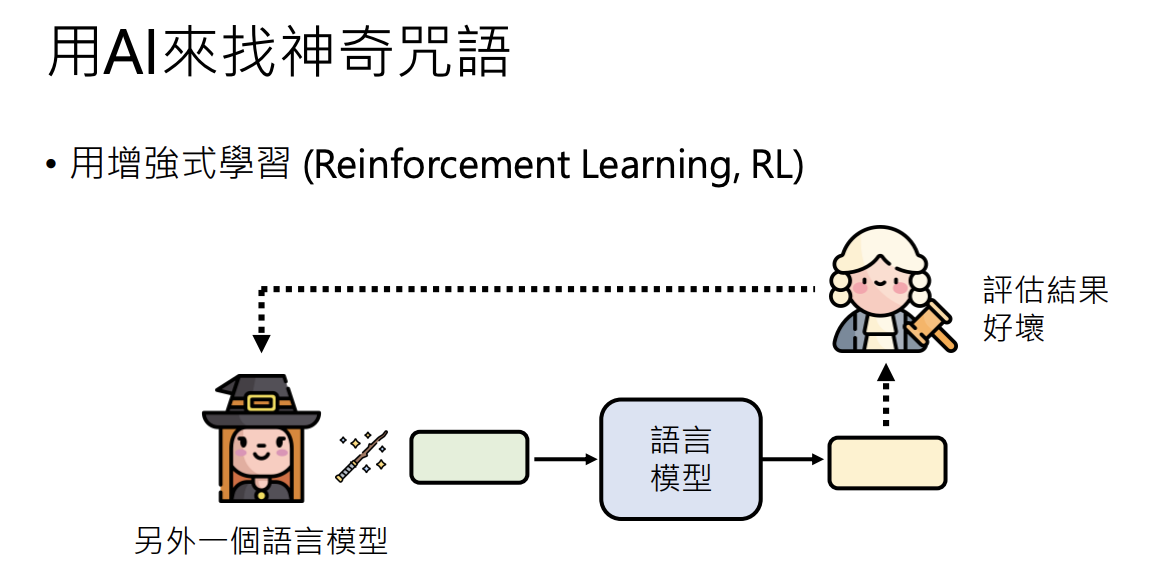 用AI來找神奇咒語
• 用增強式學習 (Reinforcement Learning, RL)
評估結果
好壞
語言
模型
另外一個語言模型